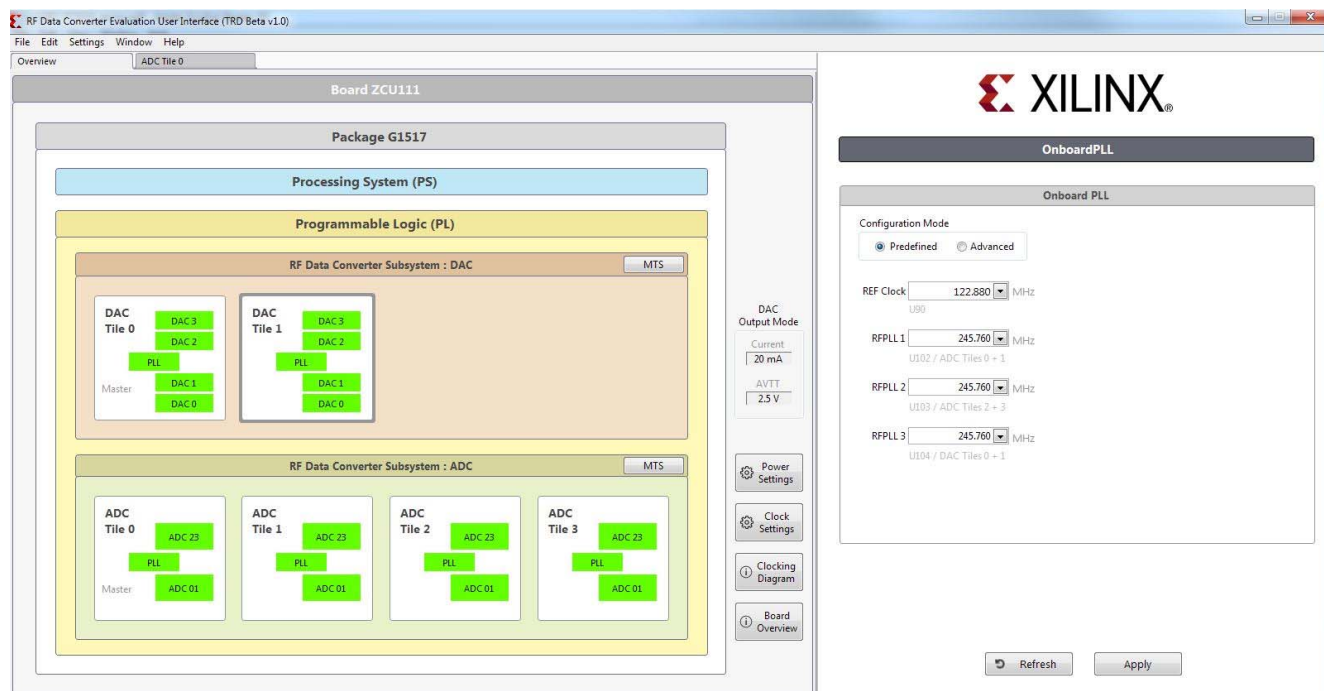 RF Data Converter Evaluation User Interface (TRD Beta v1.0)
File Edit Settings Window Help
Overview
ADC Tile 0
Board ZCU111
Package G1517
Processing System (PS)
Programmable Logic (PL)
RF Data Converter Subsystem : DAC
MTS
DAC
Tile 0
DAC 3
DAC 2
PLL
Master
DAC 1
DAC 0
DAC
Tile 1
DAC 3
DAC 2
PLL
DAC 1
DAC 0
RF Data Converter Subsystem : ADC
MTS
ADC
Tile 0
ADC 23
PLL
Master
ADC 01
ADC
Tile 1
ADC 23
PLL
ADC 01
ADC
Tile 2
ADC 23
PLL
ADC 01
ADC
Tile 3
ADC 23
PLL
ADC 01
DAC
Output Mode
Current
20 mA
AVTT
2.5 V
Power
Settings
Clock
Settings
Clocking
Diagram
Board
Overview
XILINX®
OnboardPLL
Onboard PLL
Configuration Mode
Predefined
Advanced
REF Clock 122.880 MHz
U90
RFPLL 1 245.760 MHz
U102 / ADC Tiles 0 + 1
RFPLL 2 245.760 MHz
U103 / ADC Tiles 2 + 3
RFPLL 3 245.760 MHz
U104 / DAC Tiles 0 + 1
Refresh
Apply